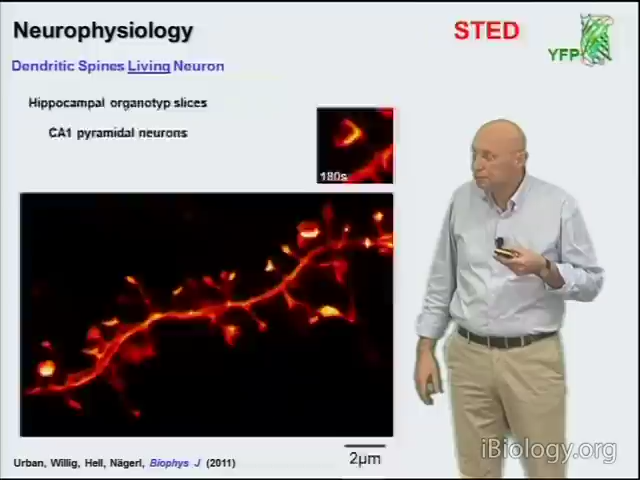 Neurophysiology
STED
YFP
Dendritic Spines Living Neuron
Hippocampal organotyp slices
CA1 pyramidal neurons
180s
2µm
Urban, Willig, Hell, Nägerl, Biophys J (2011)
iBiology.org